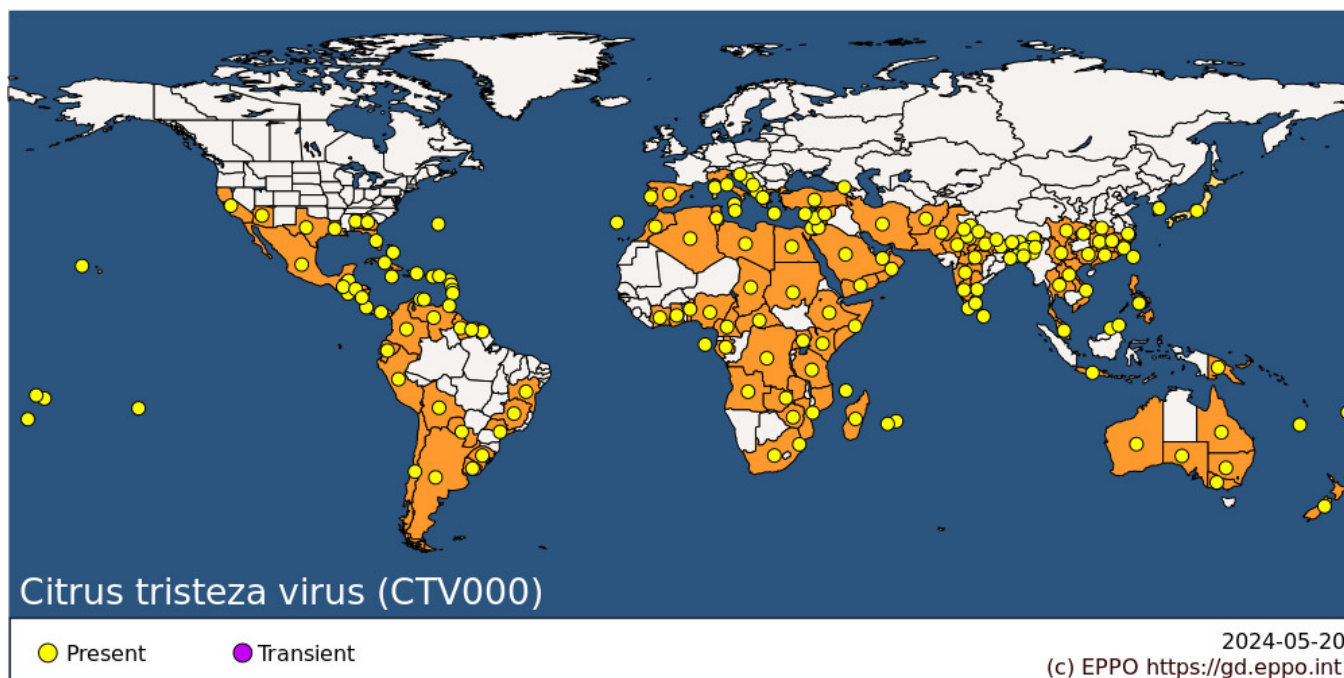 Citrus tristeza virus (CTV000)
Present
Transient
2024-05-20
(c) EPPO https://gd.eppo.int